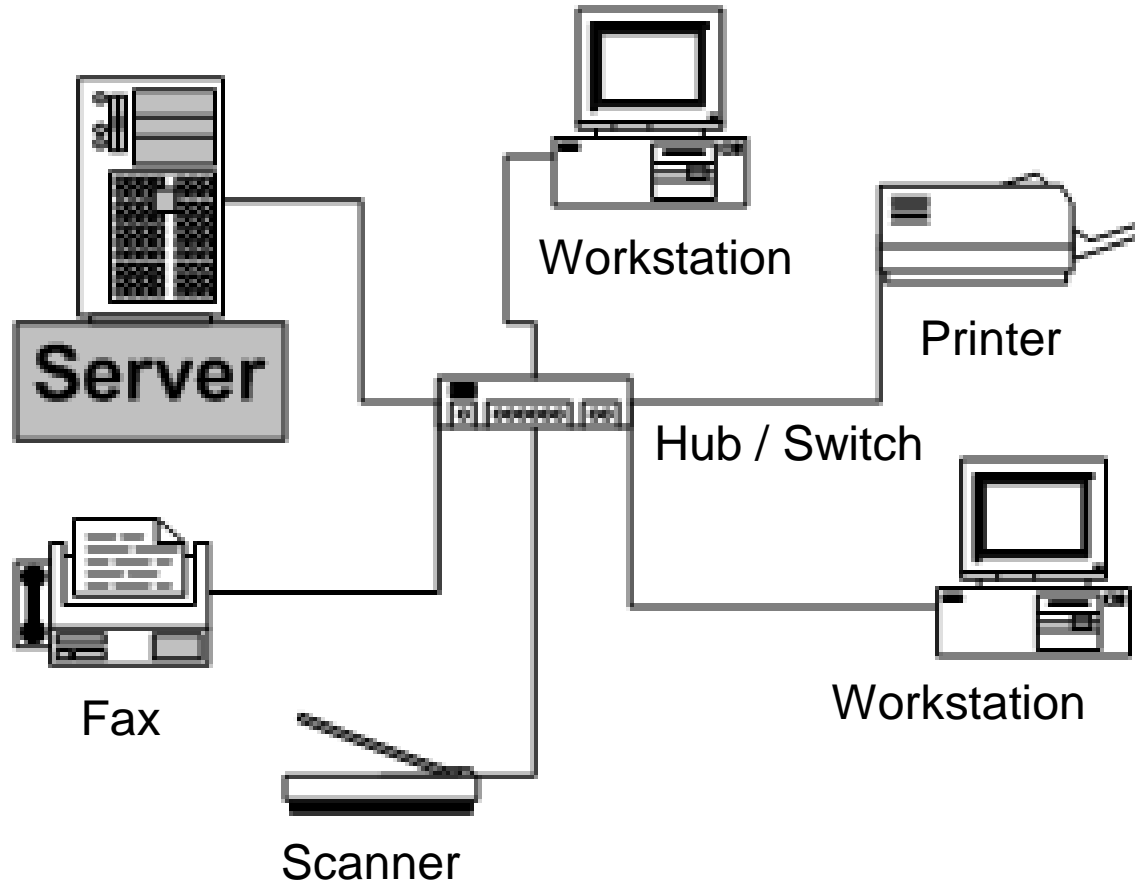 Workstation
Printer
Server
Hub / Switch
Fax
Workstation
Scanner